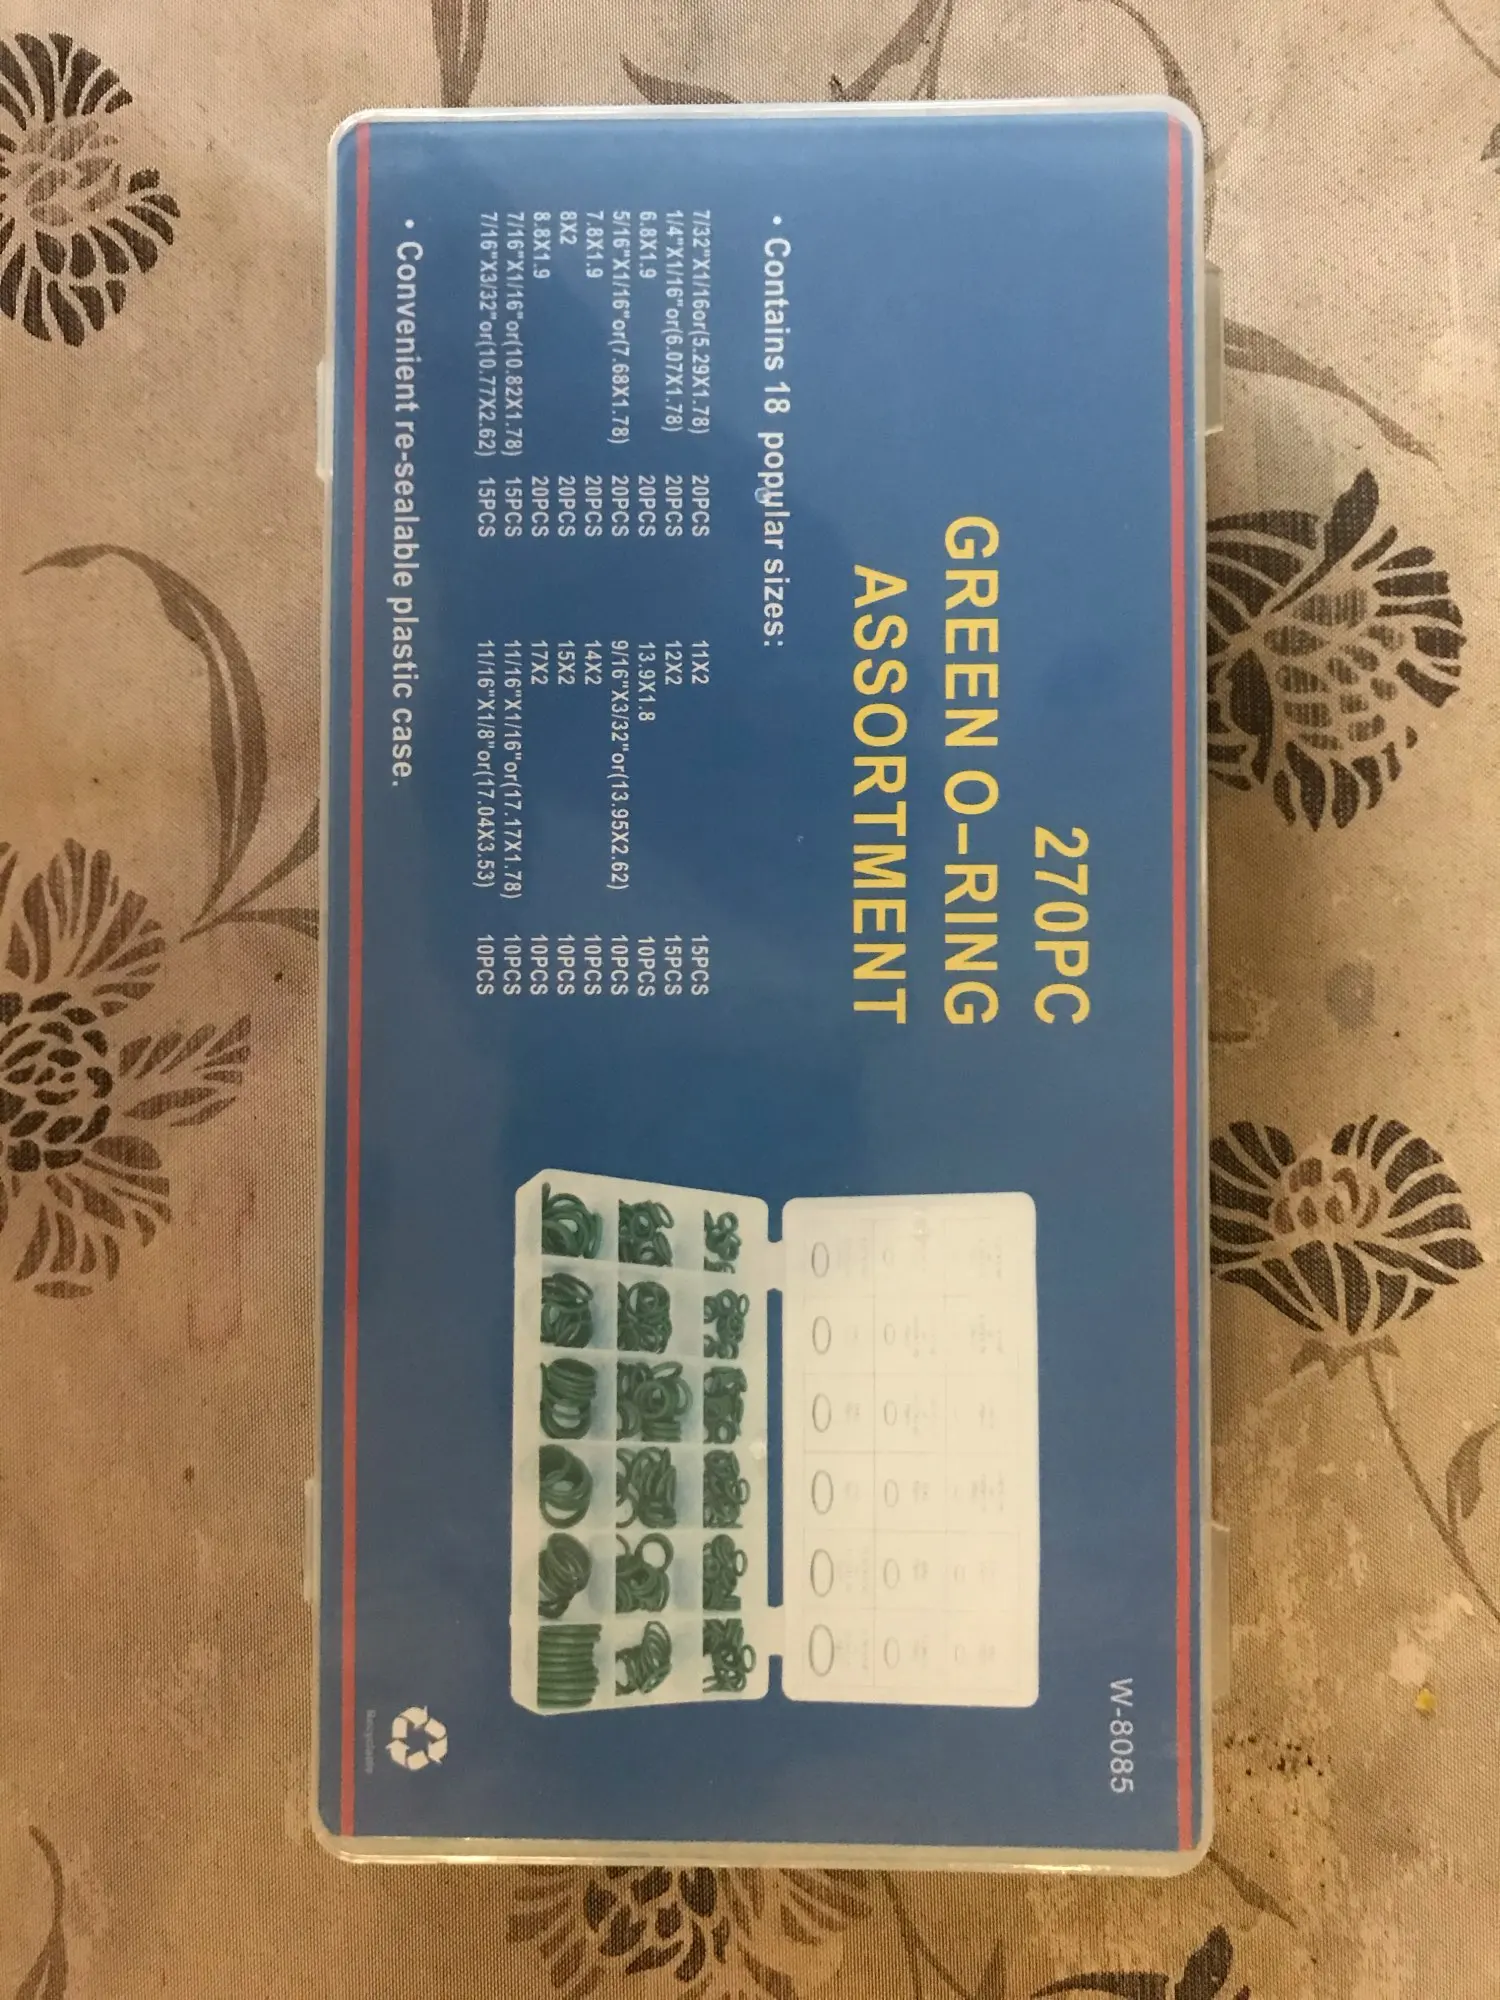 W-8085
270PC
GREEN O-RING
ASSORTMENT
• Contains 18 popular sizes:
7/32"X1/16or(5.29X1.78) 20PCS 11X2 15PCS
1/4"X1/16"or(6.07X1.78) 20PCS 12X2 15PCS
6.8X1.9 20PCS 13.9X1.8 10PCS
5/16"X1/16"or(7.68X1.78) 20PCS 9/16"X3/32"or(13.95X2.62) 10PCS
7.8X1.9 20PCS 14X2 10PCS
8X2 20PCS 15X2 10PCS
8.8X1.9 20PCS 17X2 10PCS
7/16"X1/16"or(10.82X1.78) 15PCS 11/16"X1/16"or(17.17X1.78) 10PCS
7/16"X3/32"or(10.77X2.62) 15PCS 11/16"X1/8"or(17.04X3.53) 10PCS
• Convenient re-sealable plastic case.